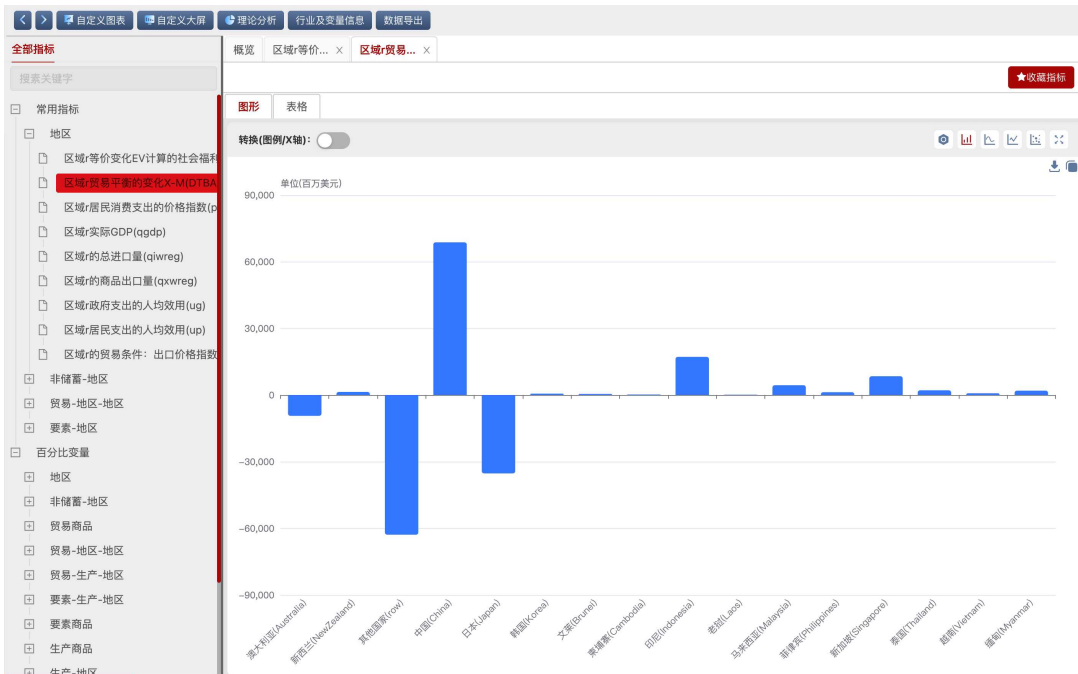 自定义图表 自定义大屏 理论分析 行业及变量信息 数据导出
全部指标
概览 区域r等价... × 区域r贸易... ×
搜索关键字
★收藏指标
图形 表格
转换(图例/X轴):
常用指标
地区
区域r等价变化EV计算的社会福利
区域r贸易平衡的变化X-M(DTBA
区域r居民消费支出的价格指数(p
区域r实际GDP(qgdp)
区域r的总进口量(qiwreg)
区域r的商品出口量(qxwreg)
区域r政府支出的人均效用(ug)
区域r居民支出的人均效用(up)
区域r的贸易条件：出口价格指数
非储蓄-地区
贸易-地区-地区
要素-地区
百分比变量
地区
非储蓄-地区
贸易商品
贸易-地区-地区
贸易-生产-地区
要素-生产-地区
要素商品
生产商品
生产-地区
单位(百万美元)
90,000
60,000
30,000
0
−30,000
−60,000
−90,000
澳大利亚(Australia)
新西兰(NewZealand)
其他国家(row)
中国(China)
日本(Japan)
韩国(Korea)
文莱(Brunei)
柬埔寨(Cambodia)
印尼(Indonesia)
老挝(Laos)
马来西亚(Malaysia)
菲律宾(Philippines)
新加坡(Singapore)
泰国(Thailand)
越南(Vietnam)
缅甸(Myanmar)